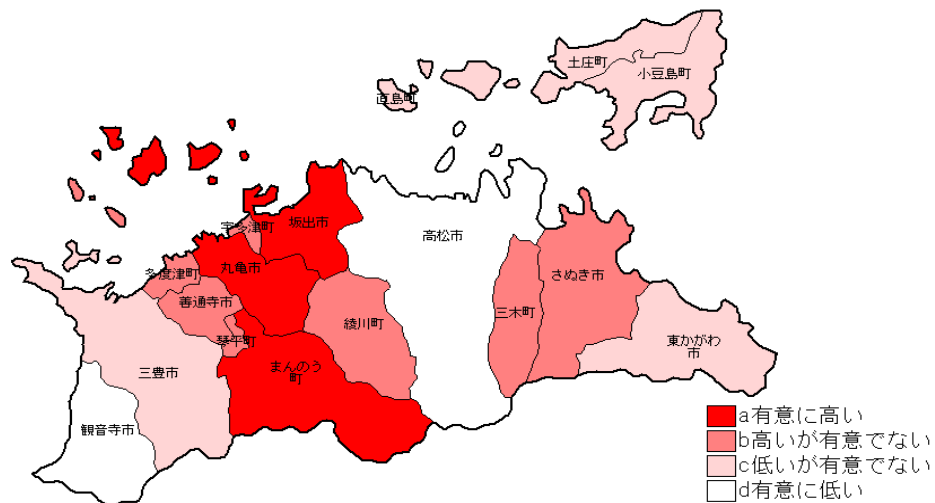 土庄町
小豆島町
直島町
宇多津町
坂出市
高松市
丸亀市
多度津町
さぬき市
善通寺市
三木町
綾川町
琴平町
東かがわ
市
まんのう
町
三豊市
観音寺市
a有意に高い
b高いが有意でない
c低いが有意でない
d有意に低い